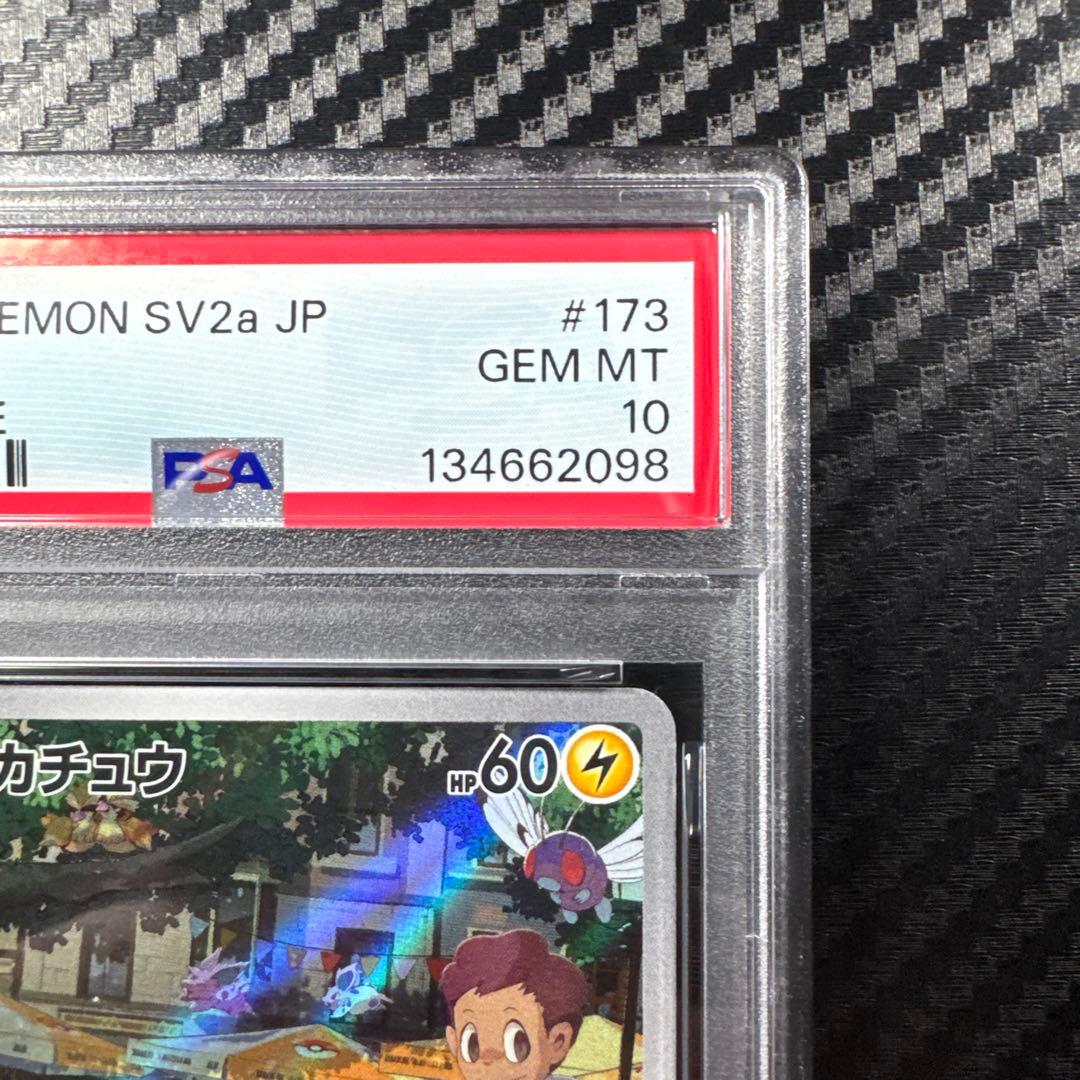 EMON SV2a JP #173
GEM MT
E 10
PSA 134662098
カチュウ HP60